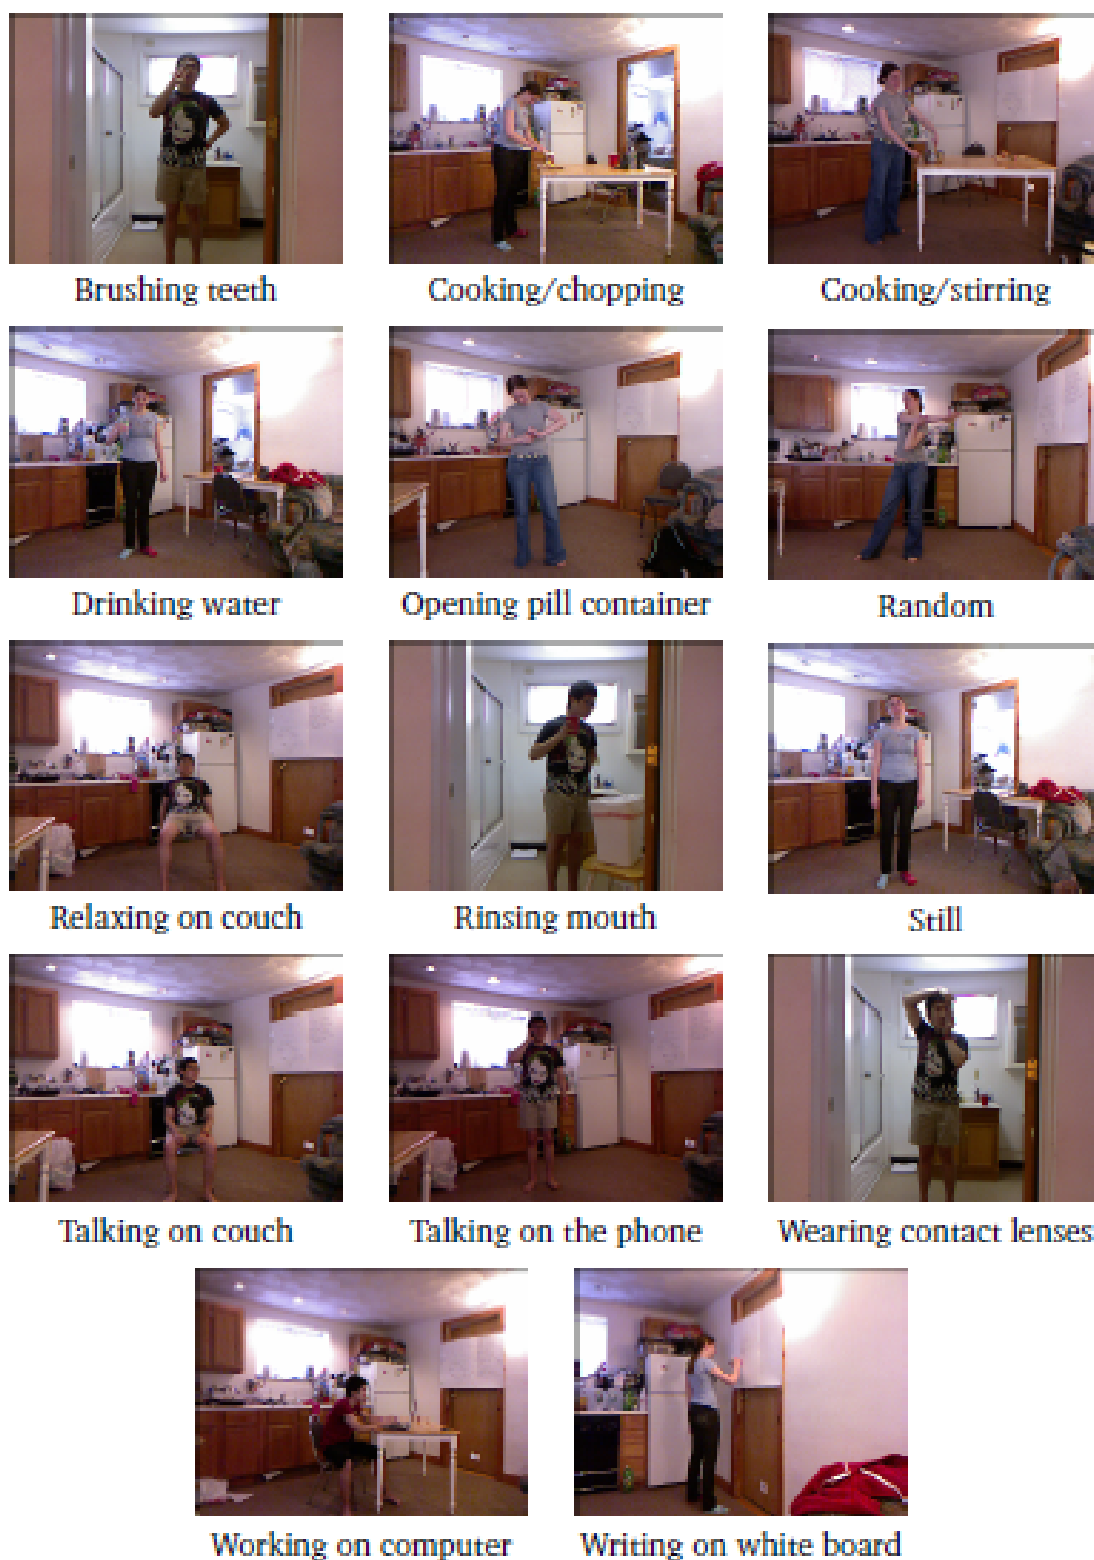 Brushing teeth
Cooking/chopping
Cooking/stirring
Drinking water
Opening pill container
Random
Relaxing on couch
Rinsing mouth
Still
Talking on couch
Talking on the phone
Wearing contact lenses
Working on computer
Writing on white board